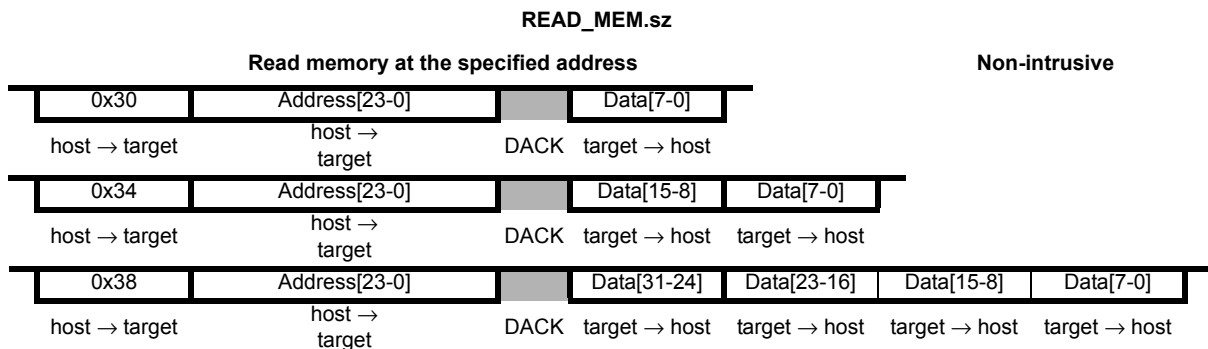 READ_MEM.sz
Read memory at the specified address Non-intrusive
0x30 Address[23-0] Data[7-0]
host → target host → target DACK target → host
0x34 Address[23-0] Data[15-8] Data[7-0]
host → target host → target DACK target → host target → host
0x38 Address[23-0] Data[31-24] Data[23-16] Data[15-8] Data[7-0]
host → target host → target DACK target → host target → host target → host target → host